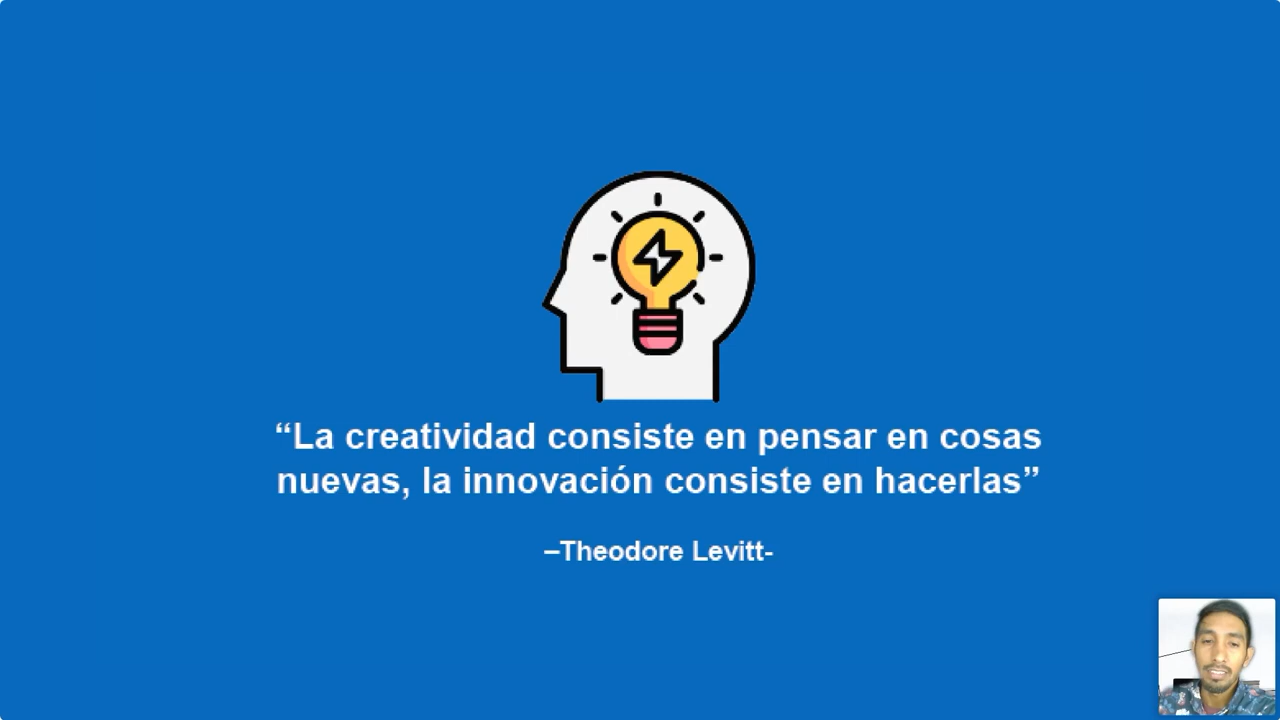 “La creatividad consiste en pensar en cosas
nuevas, la innovación consiste en hacerlas”
–Theodore Levitt-